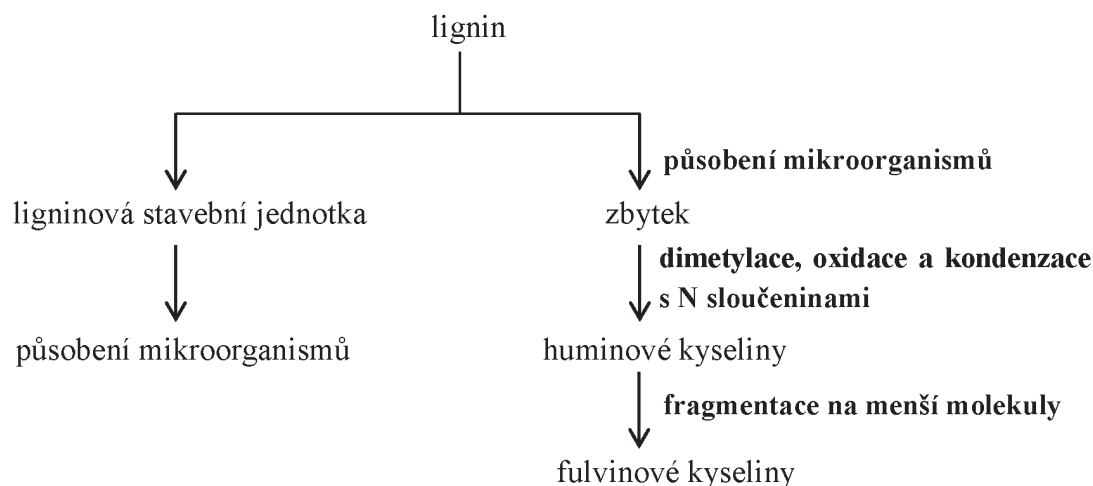 lignin
působení mikroorganismů
ligninová stavební jednotka
zbytek
dimetylace, oxidace a kondenzace
s N sloučeninami
působení mikroorganismů
huminové kyseliny
fragmentace na menší molekuly
fulvinové kyseliny